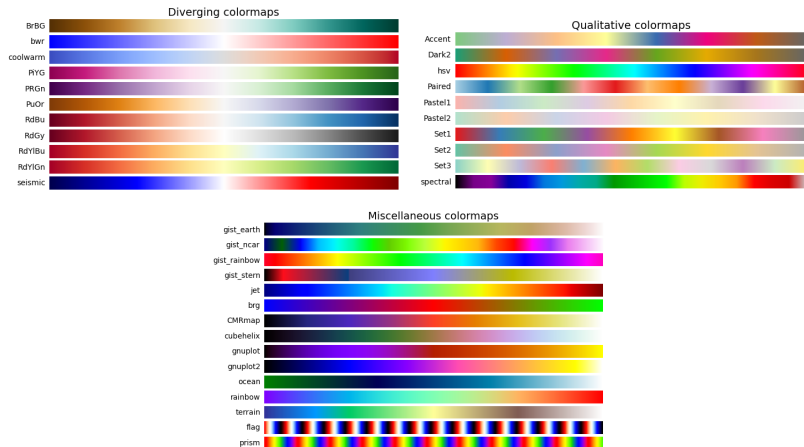 Diverging colormaps
BrBG
bwr
coolwarm
PiYG
PRGn
PuOr
RdBu
RdGy
RdYlBu
RdYlGn
seismic
Qualitative colormaps
Accent
Dark2
hsv
Paired
Pastel1
Pastel2
Set1
Set2
Set3
spectral
Miscellaneous colormaps
gist_earth
gist_ncar
gist_rainbow
gist_stern
jet
brg
CMRmap
cubehelix
gnuplot
gnuplot2
ocean
rainbow
terrain
flag
prism